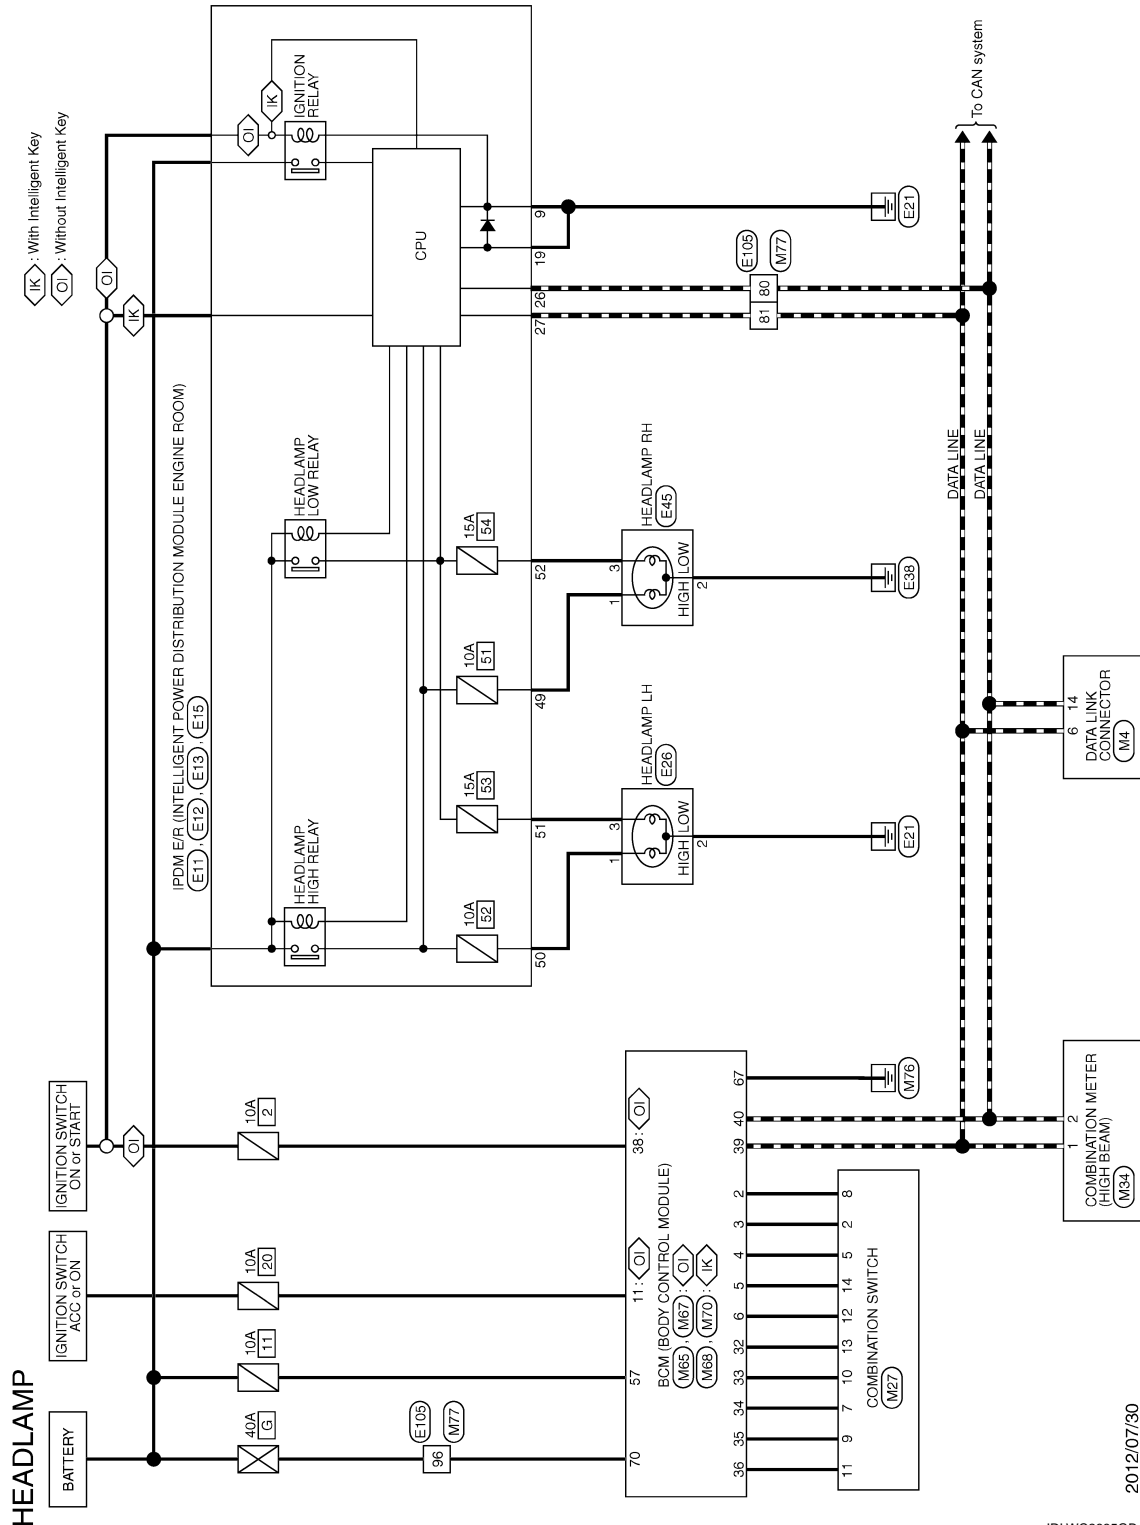 HEADLAMP
BATTERY
IGNITION SWITCH
ACC or ON
IGNITION SWITCH
ON or START
IK : With Intelligent Key
OI : Without Intelligent Key
OI
IK
OI
40A
G
10A
11
10A
20
10A
2
E105
M77
96
70
57
11 : OI
38 : OI
BCM (BODY CONTROL MODULE)
M65 , M67 : OI
M68 , M70 : IK
36
35
34
33
32
6
5
4
3
2
39
40
67
11
9
7
10
13
12
14
5
2
8
COMBINATION SWITCH
M27
M76
IPDM E/R (INTELLIGENT POWER DISTRIBUTION MODULE ENGINE ROOM)
E11 , E12 , E13 , E15
HEADLAMP
HIGH RELAY
HEADLAMP
LOW RELAY
OI
IK
IGNITION
RELAY
CPU
10A
52
15A
53
10A
51
15A
54
50
51
49
52
27
26
19
9
HEADLAMP LH
E26
1
3
HIGH LOW
2
E21
HEADLAMP RH
E45
1
3
HIGH LOW
2
E38
E105
M77
81
80
E21
DATA LINE
DATA LINE
To CAN system
1
2
COMBINATION METER
(HIGH BEAM)
M34
6
14
DATA LINK
CONNECTOR
M4
2012/07/30